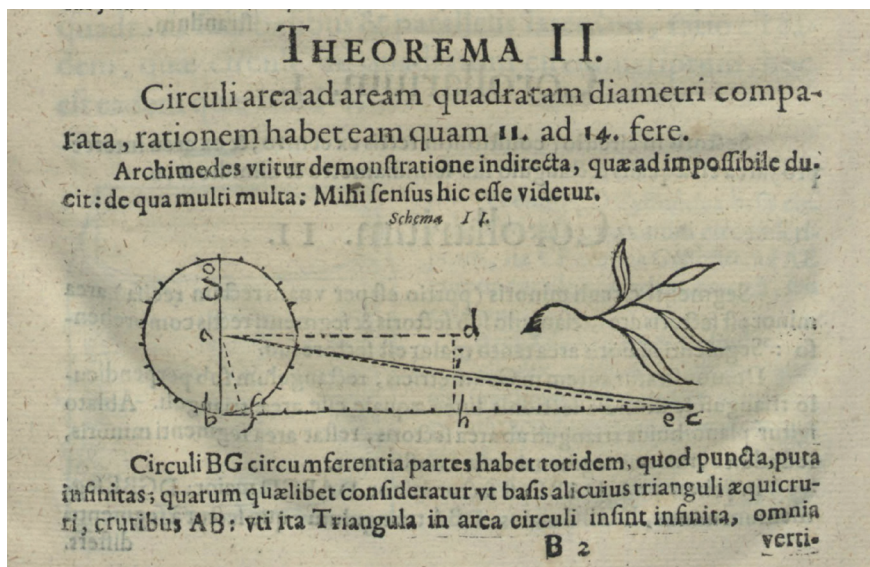 THEOREMA II.
Circuli area ad aream quadratam diametri compa-
rata, rationem habet eam quam 11. ad 14. fere.
Archimedes vtitur demonſtratione indirecta, quæ ad impoſſibile du-
cit: de qua multi multa: Mihi ſenſus hic eſſe videtur.
Schema II.
g
a d
i
b f h e c
Circuli BG circumferentia partes habet totidem, quod puncta, puta
infinitas; quarum quælibet conſideratur vt baſis alicuius trianguli æquicru-
ri, cruribus AB: vti ita Triangula in area circuli inſint infinita, omnia
B 2 verti-